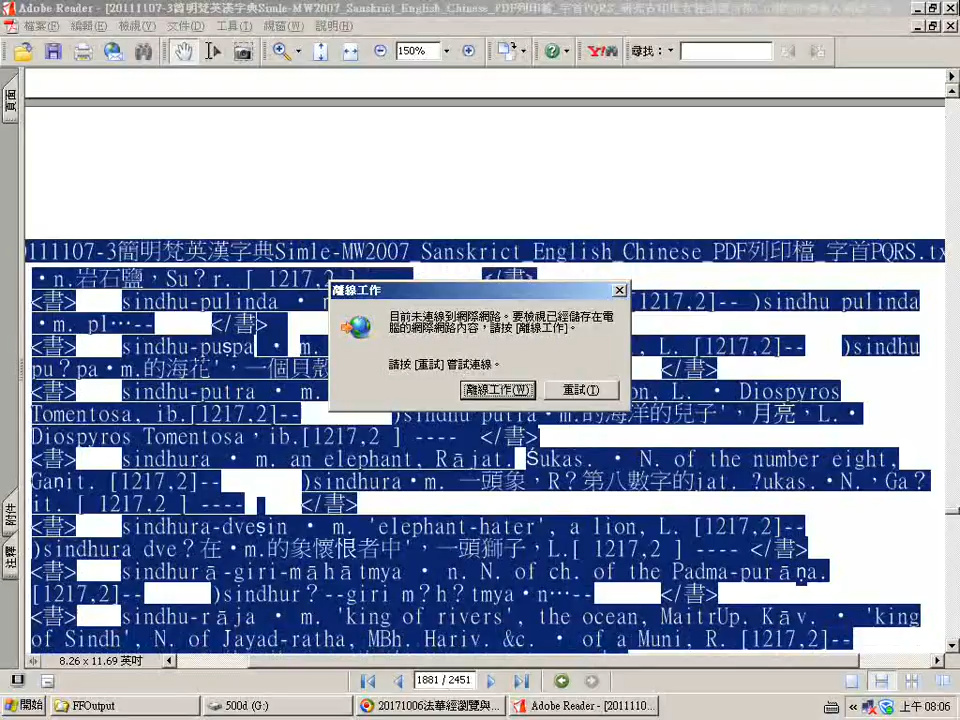 Adobe Reader - [20111107-3簡明梵英漢字典Simle-MW2007_Sanskrict_English_Chinese_PDF列印檔_字首PQRS_
檔案(F) 編輯(E) 檢視(V) 文件(D) 工具(T) 視窗(W) 說明(H)
150%
尋找：
頁面
附件
注釋
111107-3簡明梵英漢字典Simle-MW2007_Sanskrict_English_Chinese_PDF列印檔_字首PQRS.tx
•n.岩石鹽，Su?r. [ 1217,2 ] </書>
<書> sindhu-pulinda • 1217,2]-- )sindhu pulinda
•m. pl…-- </書>
<書> sindhu-puṣpa • m. , L. [1217,2]-- )sindhu
pu?pa•m.的海花'，一個貝殼 </書>
on, L. • Diospyros
Tomentosa, ib.[1217,2]-- )sindhu putra •m.的海洋的兒子'，月亮，L.•
Diospyros Tomentosa，ib.[1217,2 ] ---- </書>
<書> sindhura • m. an elephant, Rājat. Śukas. • N. of the number eight,
Gaṇit. [1217,2]-- )sindhura•m. 一頭象，R?第八數字的jat. ?ukas.•N.，Ga?
it. [ 1217,2 ] ---- </書>
<書> sindhura-dveṣin • m. 'elephant-hater', a lion, L. [1217,2]--
)sindhura dve?在•m.的象懷恨者中'，一頭獅子，L.[ 1217,2 ] ---- </書>
<書> sindhurā-giri-māhātmya • n. N. of ch. of the Padma-purāṇa.
[1217,2]-- )sindhur?--giri m?h?tmya•n…-- </書>
<書> sindhu-rāja • m. 'king of rivers', the ocean, MaitrUp. Kāv. • 'king
of Sindh', N. of Jayad-ratha, MBh. Hariv. &c. • of a Muni, R. [1217,2]--
離線工作
目前未連線到網際網路。要檢視已經儲存在電
腦的網際網路內容，請按 [離線工作]。
請按 [重試] 嘗試連線。
離線工作(W) 重試(T)
8.26 x 11.69 英吋
1881 / 2451
開始 FFOutput 500d (G:) 20171006法華經瀏覽與... Adobe Reader - [2011110... 上午 08:06